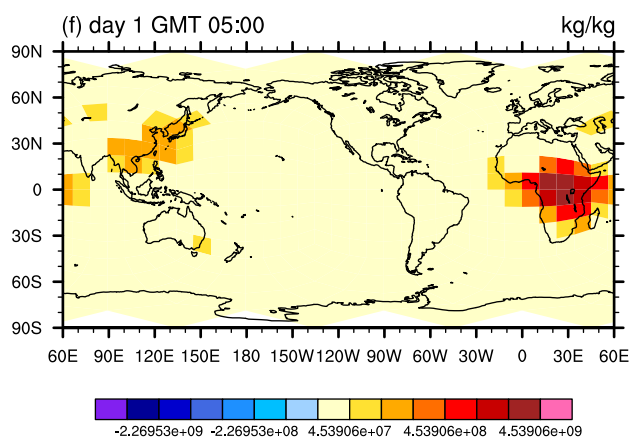 (f) day 1 GMT 05:00 kg/kg
90N
60N
30N
0
30S
60S
90S
60E 90E 120E 150E 180 150W 120W 90W 60W 30W 0 30E 60E
-2.26953e+09 -2.26953e+08 4.53906e+07 4.53906e+08 4.53906e+09